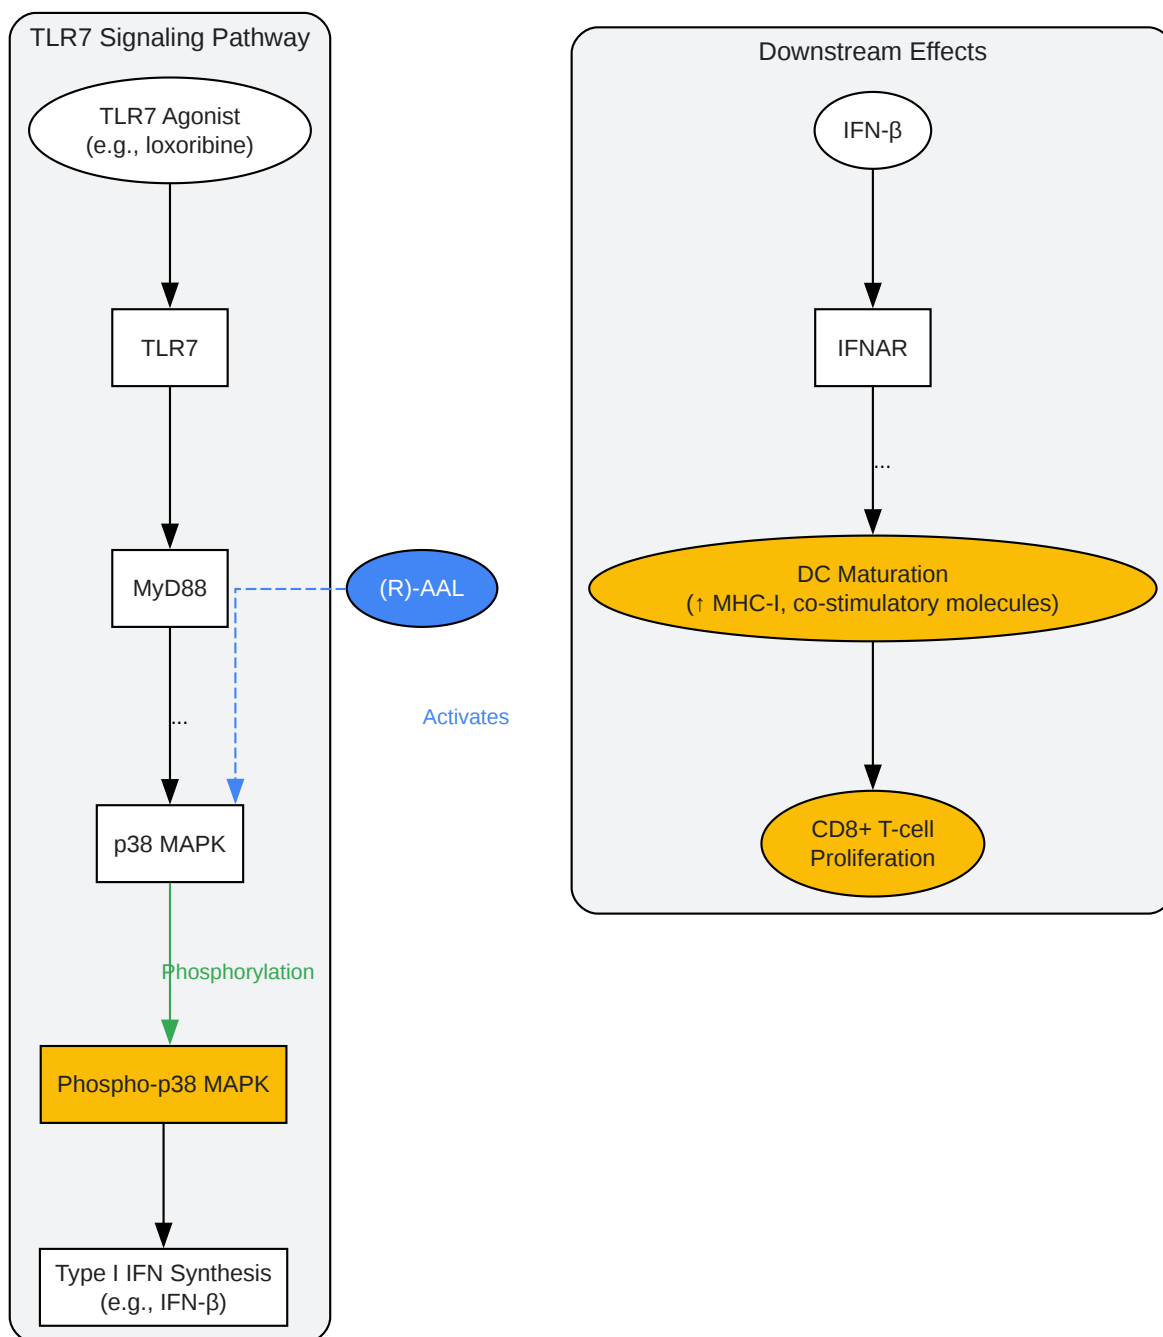 TLR7 Signaling Pathway
TLR7 Agonist
(e.g., loxoribine)
TLR7
MyD88
(R)-AAL
...
Activates
p38 MAPK
Phosphorylation
Phospho-p38 MAPK
Type I IFN Synthesis
(e.g., IFN-β)
Downstream Effects
IFN-β
IFNAR
...
DC Maturation
(↑ MHC-I, co-stimulatory molecules)
CD8+ T-cell
Proliferation